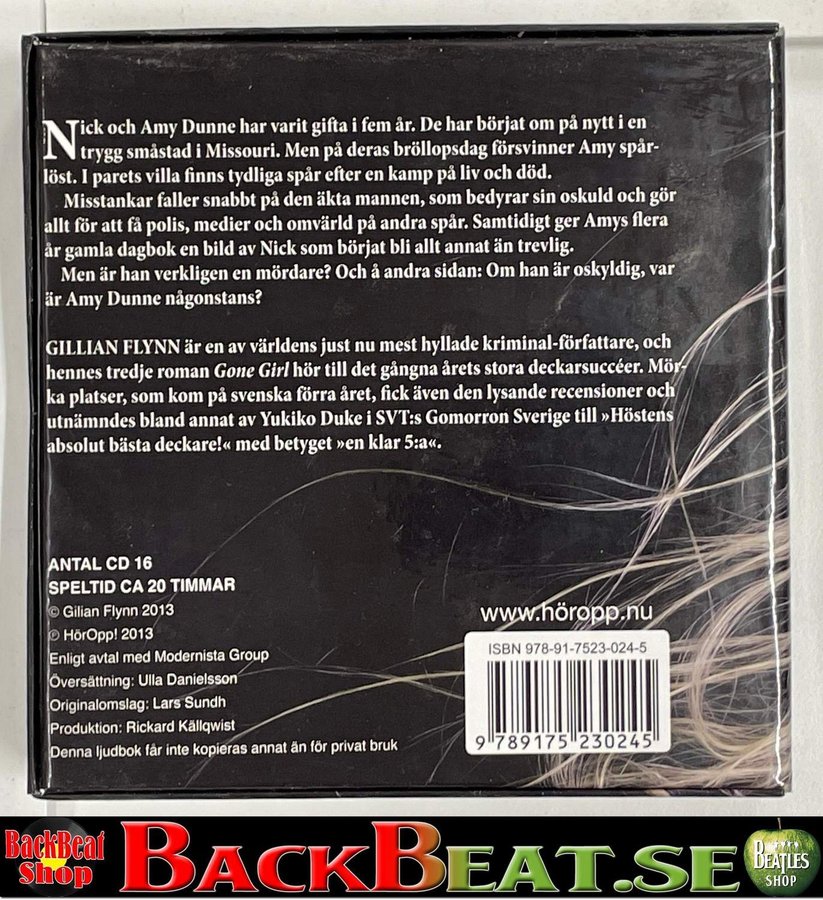 Nick och Amy Dunne har varit gifta i fem år. De har börjat om på nytt i en
trygg småstad i Missouri. Men på deras bröllopsdag försvinner Amy spår-
löst. I parets villa finns tydliga spår efter en kamp på liv och död.
Misstankar faller snabbt på den äkta mannen, som bedyrar sin oskuld och gör
allt för att få polis, medier och omvärld på andra spår. Samtidigt ger Amys flera
år gamla dagbok en bild av Nick som börjat bli allt annat än trevlig.
Men är han verkligen en mördare? Och å andra sidan: Om han är oskyldig, var
är Amy Dunne någonstans?
GILLIAN FLYNN är en av världens just nu mest hyllade kriminal-författare, och
hennes tredje roman Gone Girl hör till det gångna årets stora deckarsuccéer. Mör-
ka platser, som kom på svenska förra året, fick även den lysande recensioner och
utnämndes bland annat av Yukiko Duke i SVT:s Gomorron Sverige till »Höstens
absolut bästa deckare!« med betyget »en klar 5:a«.
ANTAL CD 16
SPELTID CA 20 TIMMAR
© Gilian Flynn 2013
℗ HörOpp! 2013
Enligt avtal med Modernista Group
Översättning: Ulla Danielsson
Originalomslag: Lars Sundh
Produktion: Rickard Källqwist
Denna ljudbok får inte kopieras annat än för privat bruk
www.höropp.nu
ISBN 978-91-7523-024-5
9 789175 230245
BackBeat
Shop
BACKBEAT.SE
BEATLES
SHOP